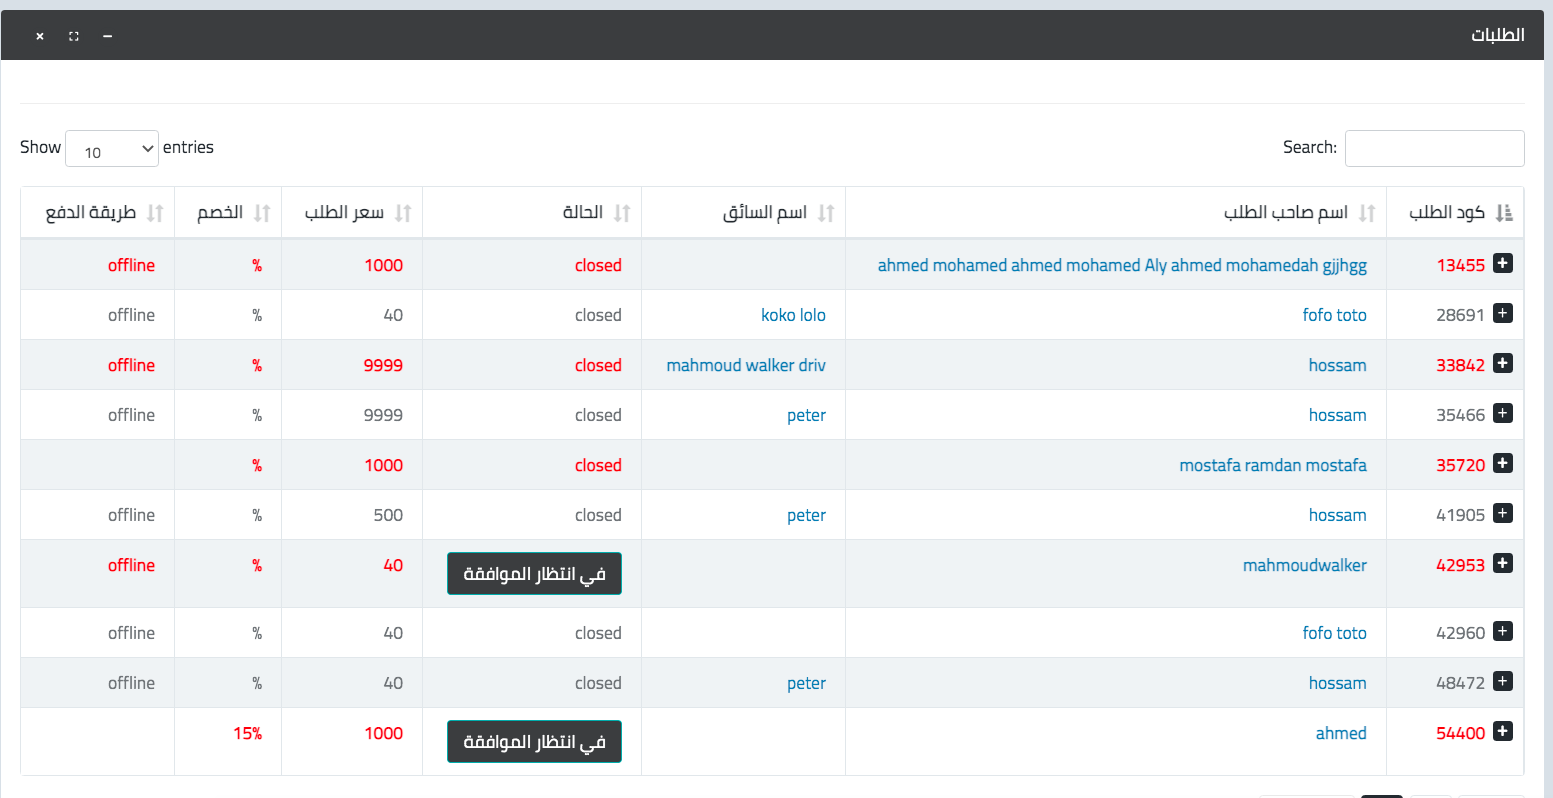 الطلبات
Show 10 entries
Search:
كود الطلب اسم صاحب الطلب اسم السائق الحالة سعر الطلب الخصم طريقة الدفع
13455 ahmed mohamed ahmed mohamed Aly ahmed mohamedah gjjhgg closed 1000 % offline
28691 fofo toto koko lolo closed 40 % offline
33842 hossam mahmoud walker driv closed 9999 % offline
35466 hossam peter closed 9999 % offline
35720 mostafa ramdan mostafa closed 1000 %
41905 hossam peter closed 500 % offline
42953 mahmoudwalker في انتظار الموافقة 40 % offline
42960 fofo toto closed 40 % offline
48472 hossam peter closed 40 % offline
54400 ahmed في انتظار الموافقة 1000 15%